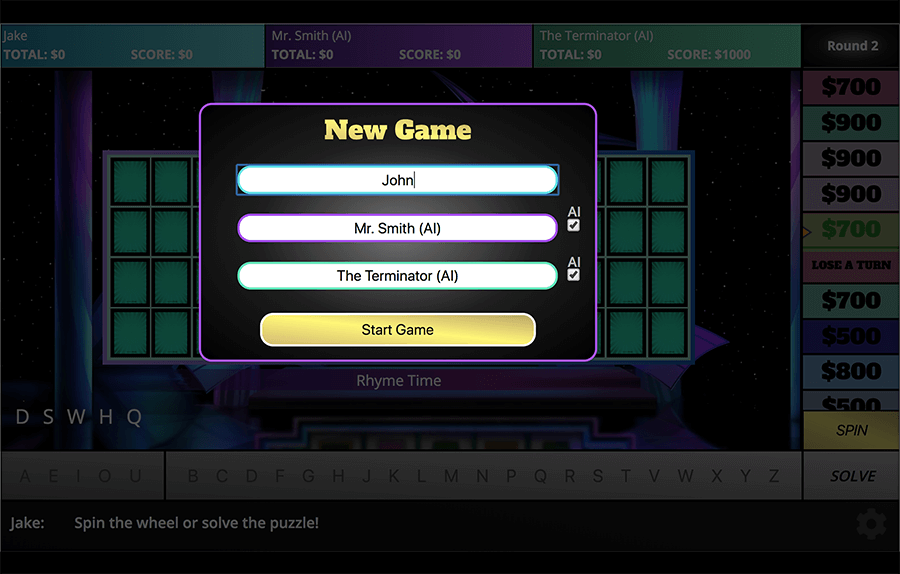 Jake
TOTAL: $0 SCORE: $0
Mr. Smith (AI)
TOTAL: $0 SCORE: $0
The Terminator (AI)
TOTAL: $0 SCORE: $1000
Round 2
New Game
John
AI
Mr. Smith (AI)
AI
The Terminator (AI)
Start Game
$700
$900
$900
$900
$700
LOSE A TURN
$700
$500
$800
$500
SPIN
Rhyme Time
D S W H Q
A E I O U B C D F G H J K L M N P Q R S T V W X Y Z SOLVE
Jake: Spin the wheel or solve the puzzle!